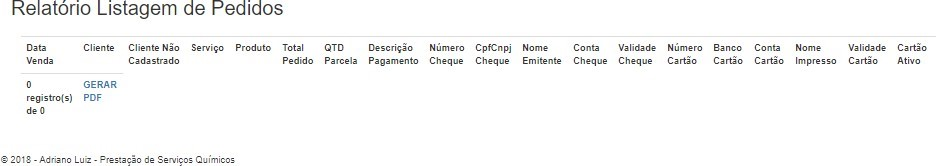 Relatório Listagem de Pedidos
Data Cliente Cliente Não Serviço Produto Total QTD Descrição Número CpfCnpj Nome Conta Validade Número Banco Conta Nome Validade Cartão
Venda Cadastrado Pedido Parcela Pagamento Cheque Cheque Emitente Cheque Cheque Cartão Cartão Cartão Impresso Cartão Ativo
0 GERAR
registro(s) PDF
de 0
© 2018 - Adriano Luiz - Prestação de Serviços Químicos